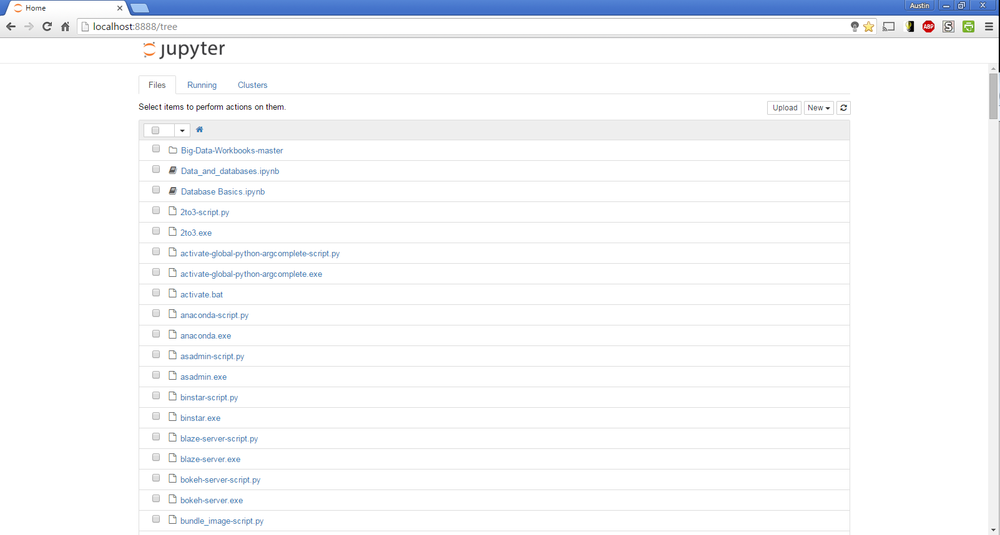 Home
Austin
localhost:8888/tree
ABP
S
jupyter
Files Running Clusters
Select items to perform actions on them.
Upload New
Big-Data-Workbooks-master
Data_and_databases.ipynb
Database Basics.ipynb
2to3-script.py
2to3.exe
activate-global-python-argcomplete-script.py
activate-global-python-argcomplete.exe
activate.bat
anaconda-script.py
anaconda.exe
asadmin-script.py
asadmin.exe
binstar-script.py
binstar.exe
blaze-server-script.py
blaze-server.exe
bokeh-server-script.py
bokeh-server.exe
bundle_image-script.py